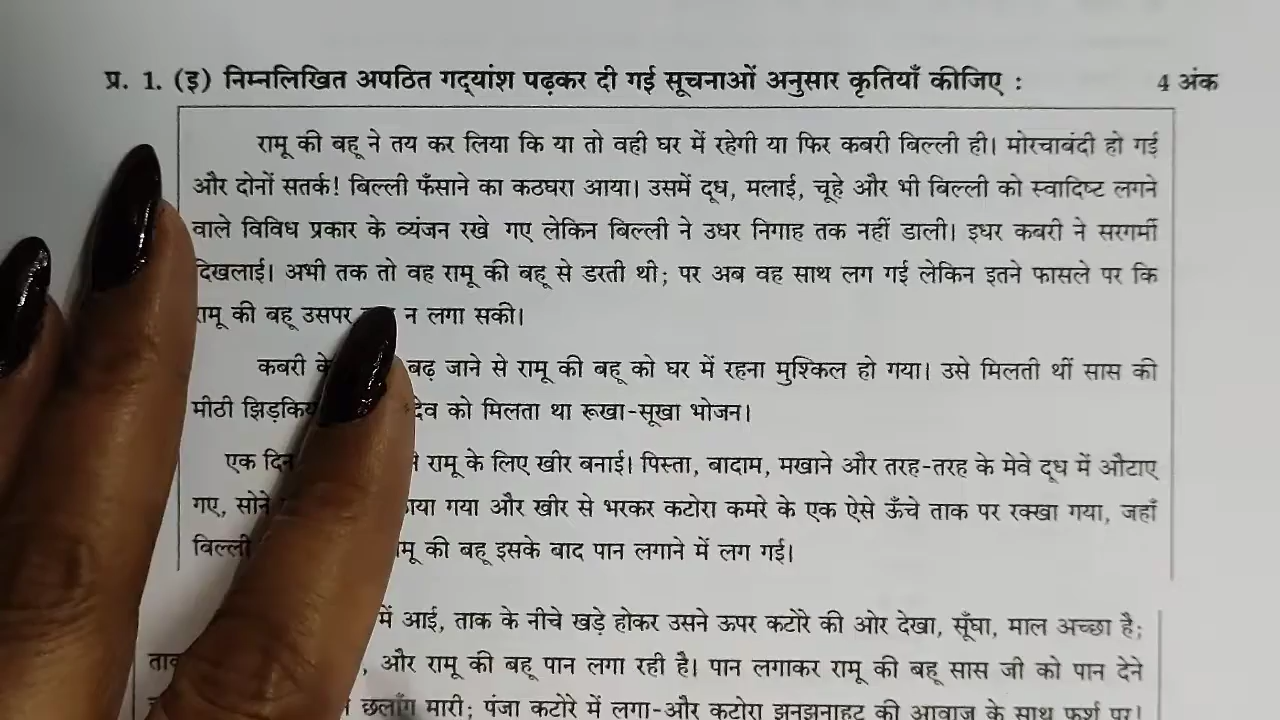 प्र. 1. (इ) निम्नलिखित अपठित गद्यांश पढ़कर दी गई सूचनाओं अनुसार कृतियाँ कीजिए : 4 अंक
रामू की बहू ने तय कर लिया कि या तो वही घर में रहेगी या फिर कबरी बिल्ली ही। मोरचाबंदी हो गई
और दोनों सतर्क! बिल्ली फँसाने का कठघरा आया। उसमें दूध, मलाई, चूहे और भी बिल्ली को स्वादिष्ट लगने
वाले विविध प्रकार के व्यंजन रखे गए लेकिन बिल्ली ने उधर निगाह तक नहीं डाली। इधर कबरी ने सरगर्मी
दिखलाई। अभी तक तो वह रामू की बहू से डरती थी; पर अब वह साथ लग गई लेकिन इतने फासले पर कि
रामू की बहू उसपर न लगा सकी।
कबरी बढ़ जाने से रामू की बहू को घर में रहना मुश्किल हो गया। उसे मिलती थीं सास की
मीठी को मिलता था रूखा-सूखा भोजन।
एक दिन रामू के लिए खीर बनाई। पिस्ता, बादाम, मखाने और तरह-तरह के मेवे दूध में औटाए
गए, सोने गया और खीर से भरकर कटोरा कमरे के एक ऐसे ऊँचे ताक पर रक्खा गया, जहाँ
बिल्ली की बहू इसके बाद पान लगाने में लग गई।
में आई, ताक के नीचे खड़े होकर उसने ऊपर कटोरे की ओर देखा, सूँघा, माल अच्छा है;
और रामू की बहू पान लगा रही है। पान लगाकर रामू की बहू सास जी को पान देने
छलाँग मारी; पंजा कटोरे में लगा-और कटोरा झनझनाहट की आवाज के साथ फर्श पर।